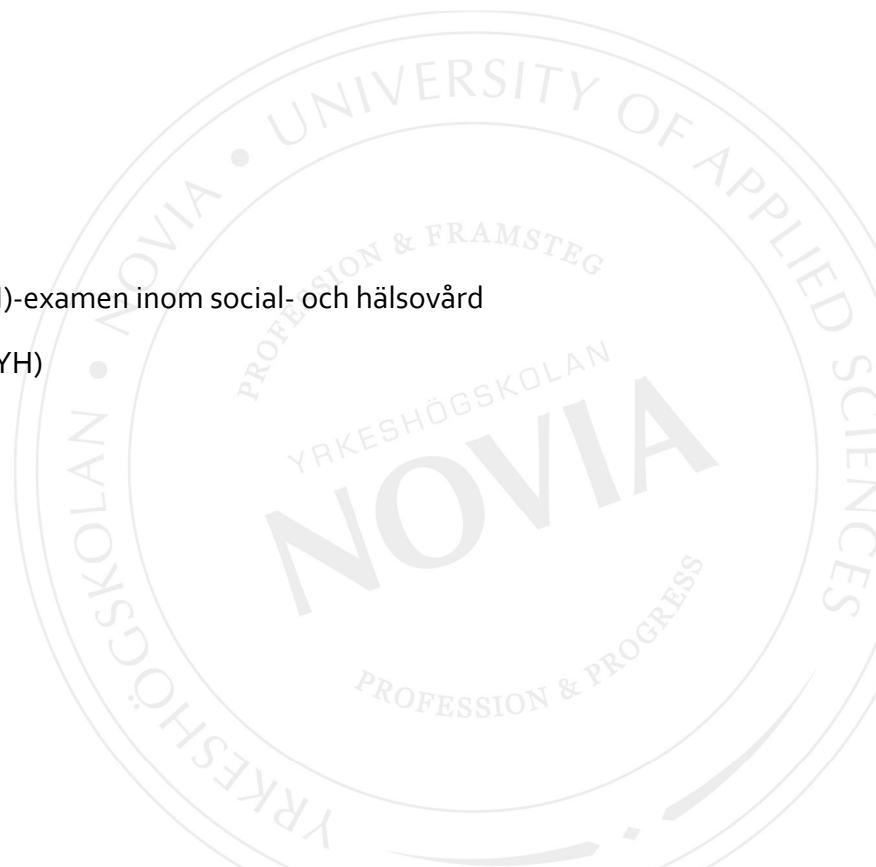 )-examen inom social- och hälsovård
YH)
YRKESHÖGSKOLAN • NOVIA • UNIVERSITY OF APPLIED SCIENCES •
PROFESSION & FRAMSTEG
YRKESHÖGSKOLAN
NOVIA
PROFESSION & PROGRESS